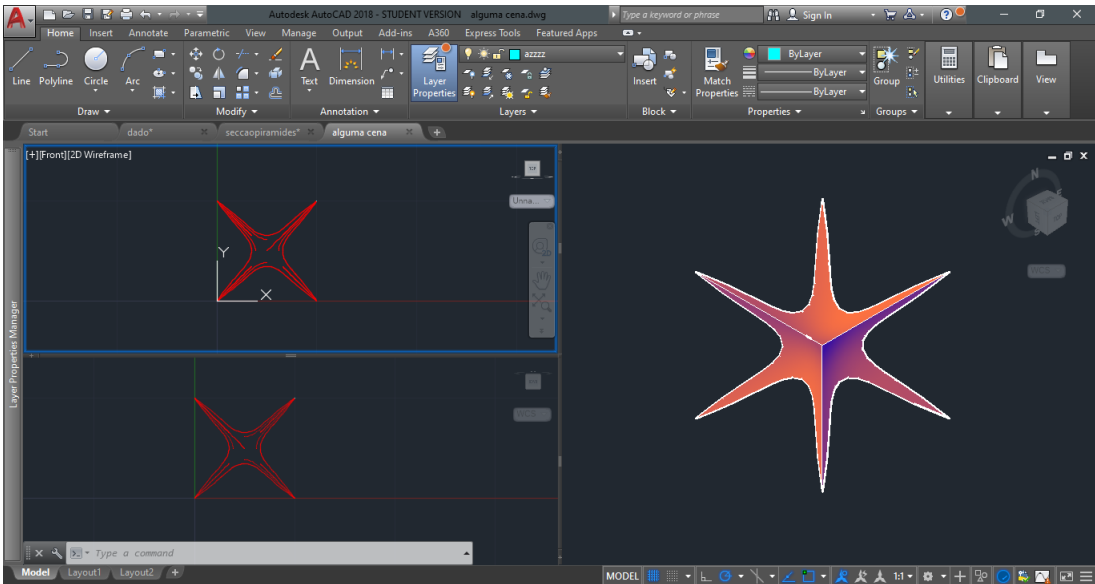 Autodesk AutoCAD 2018 - STUDENT VERSION alguma cena.dwg
Type a keyword or phrase
Sign In
Home Insert Annotate Parametric View Manage Output Add-ins A360 Express Tools Featured Apps
Line Polyline Circle Arc
Text Dimension
Layer Properties
azzzz
Insert
Match Properties
ByLayer
ByLayer
ByLayer
Group
Utilities Clipboard View
Draw Modify Annotation Layers Block Properties Groups
Start dado* seccaopiramides* alguma cena
[+][Front][2D Wireframe]
Unna...
Y
X
N
W
WCS
WCS
Layer Properties Manager
Type a command
Model Layout1 Layout2 +
MODEL
1:1